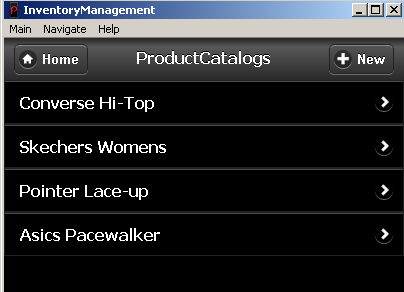 InventoryManagement
Main Navigate Help
Home ProductCatalogs New
Converse Hi-Top
Skechers Womens
Pointer Lace-up
Asics Pacewalker